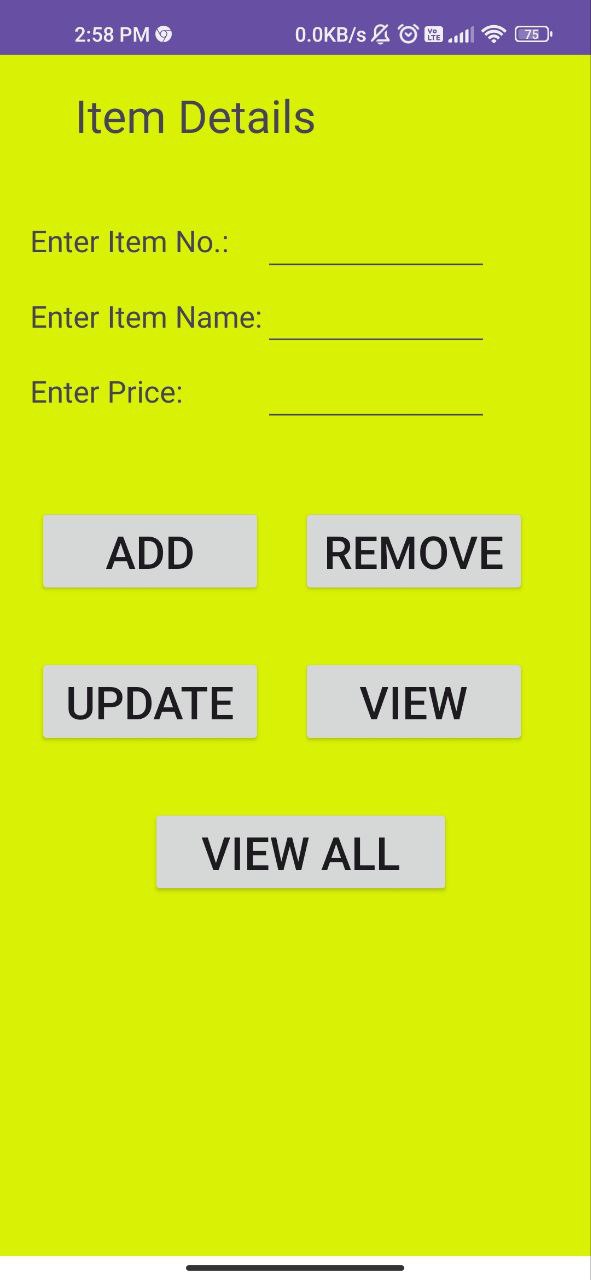 2:58 PM 0.0KB/s Vo LTE 75
Item Details
Enter Item No.:
Enter Item Name:
Enter Price:
ADD REMOVE
UPDATE VIEW
VIEW ALL